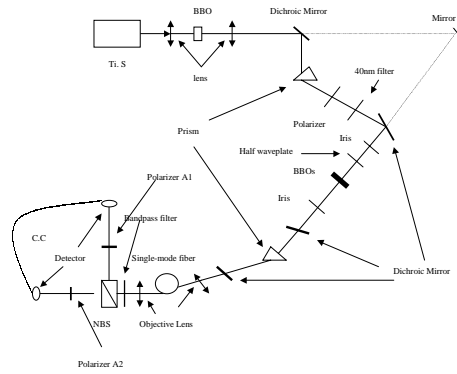 BBO
Dichroic Mirror
Mirror
Ti. S
lens
40nm filter
Prism
Polarizer
Iris
Half waveplate
BBOs
Polarizer A1
Iris
Bandpass filter
C.C
Single-mode fiber
Detector
Dichroic Mirror
NBS
Objective Lens
Polarizer A2